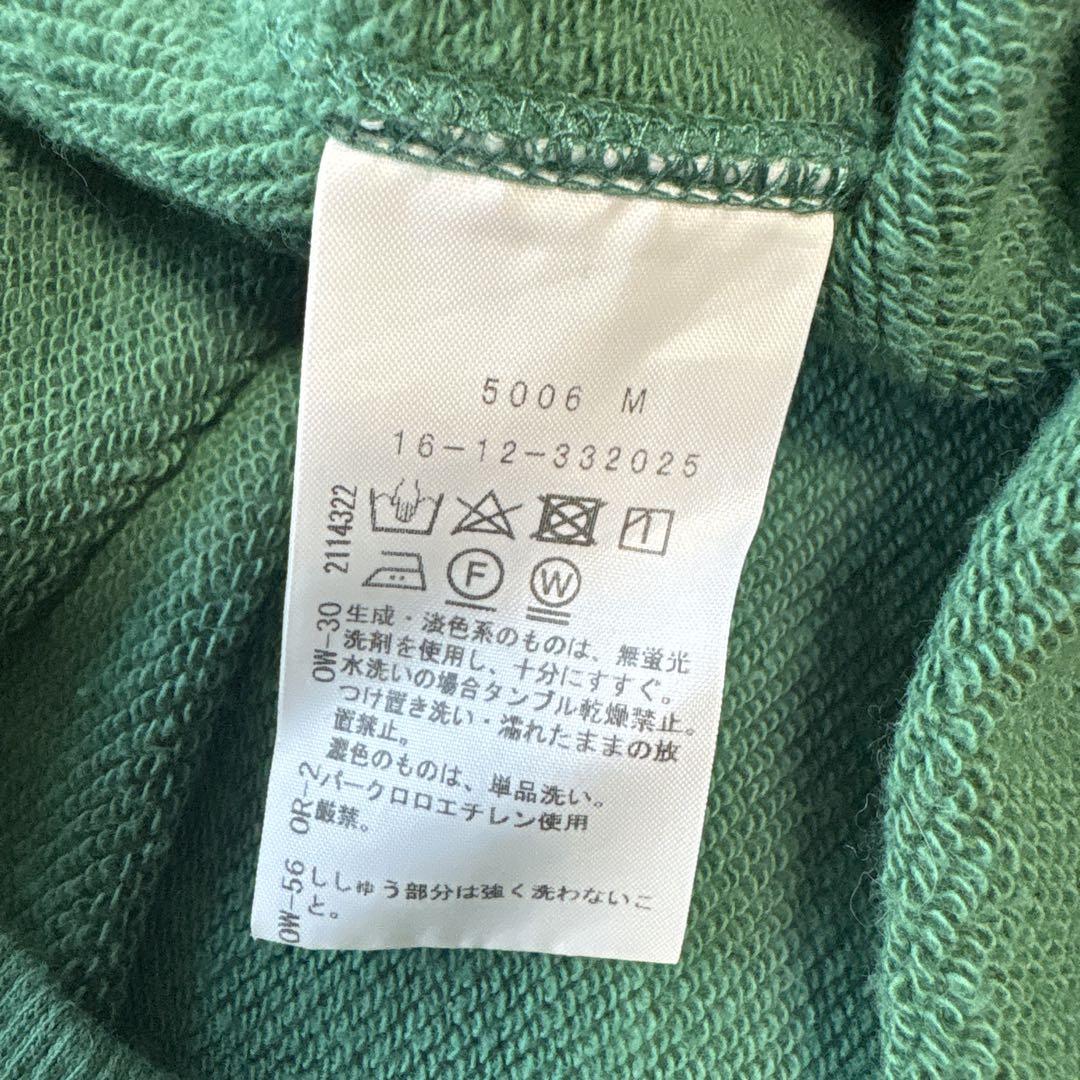 5006 M
16-12-332025
2114322
F
W
OW-30
生成・淡色系のものは、無蛍光
洗剤を使用し、十分にすすぐ。
水洗いの場合タンブル乾燥禁止。
つけ置き洗い・濡れたままの放
置禁止。
濃色のものは、単品洗い。
OR-2
パークロロエチレン使用
厳禁。
OW-56
ししゅう部分は強く洗わないこ
と。